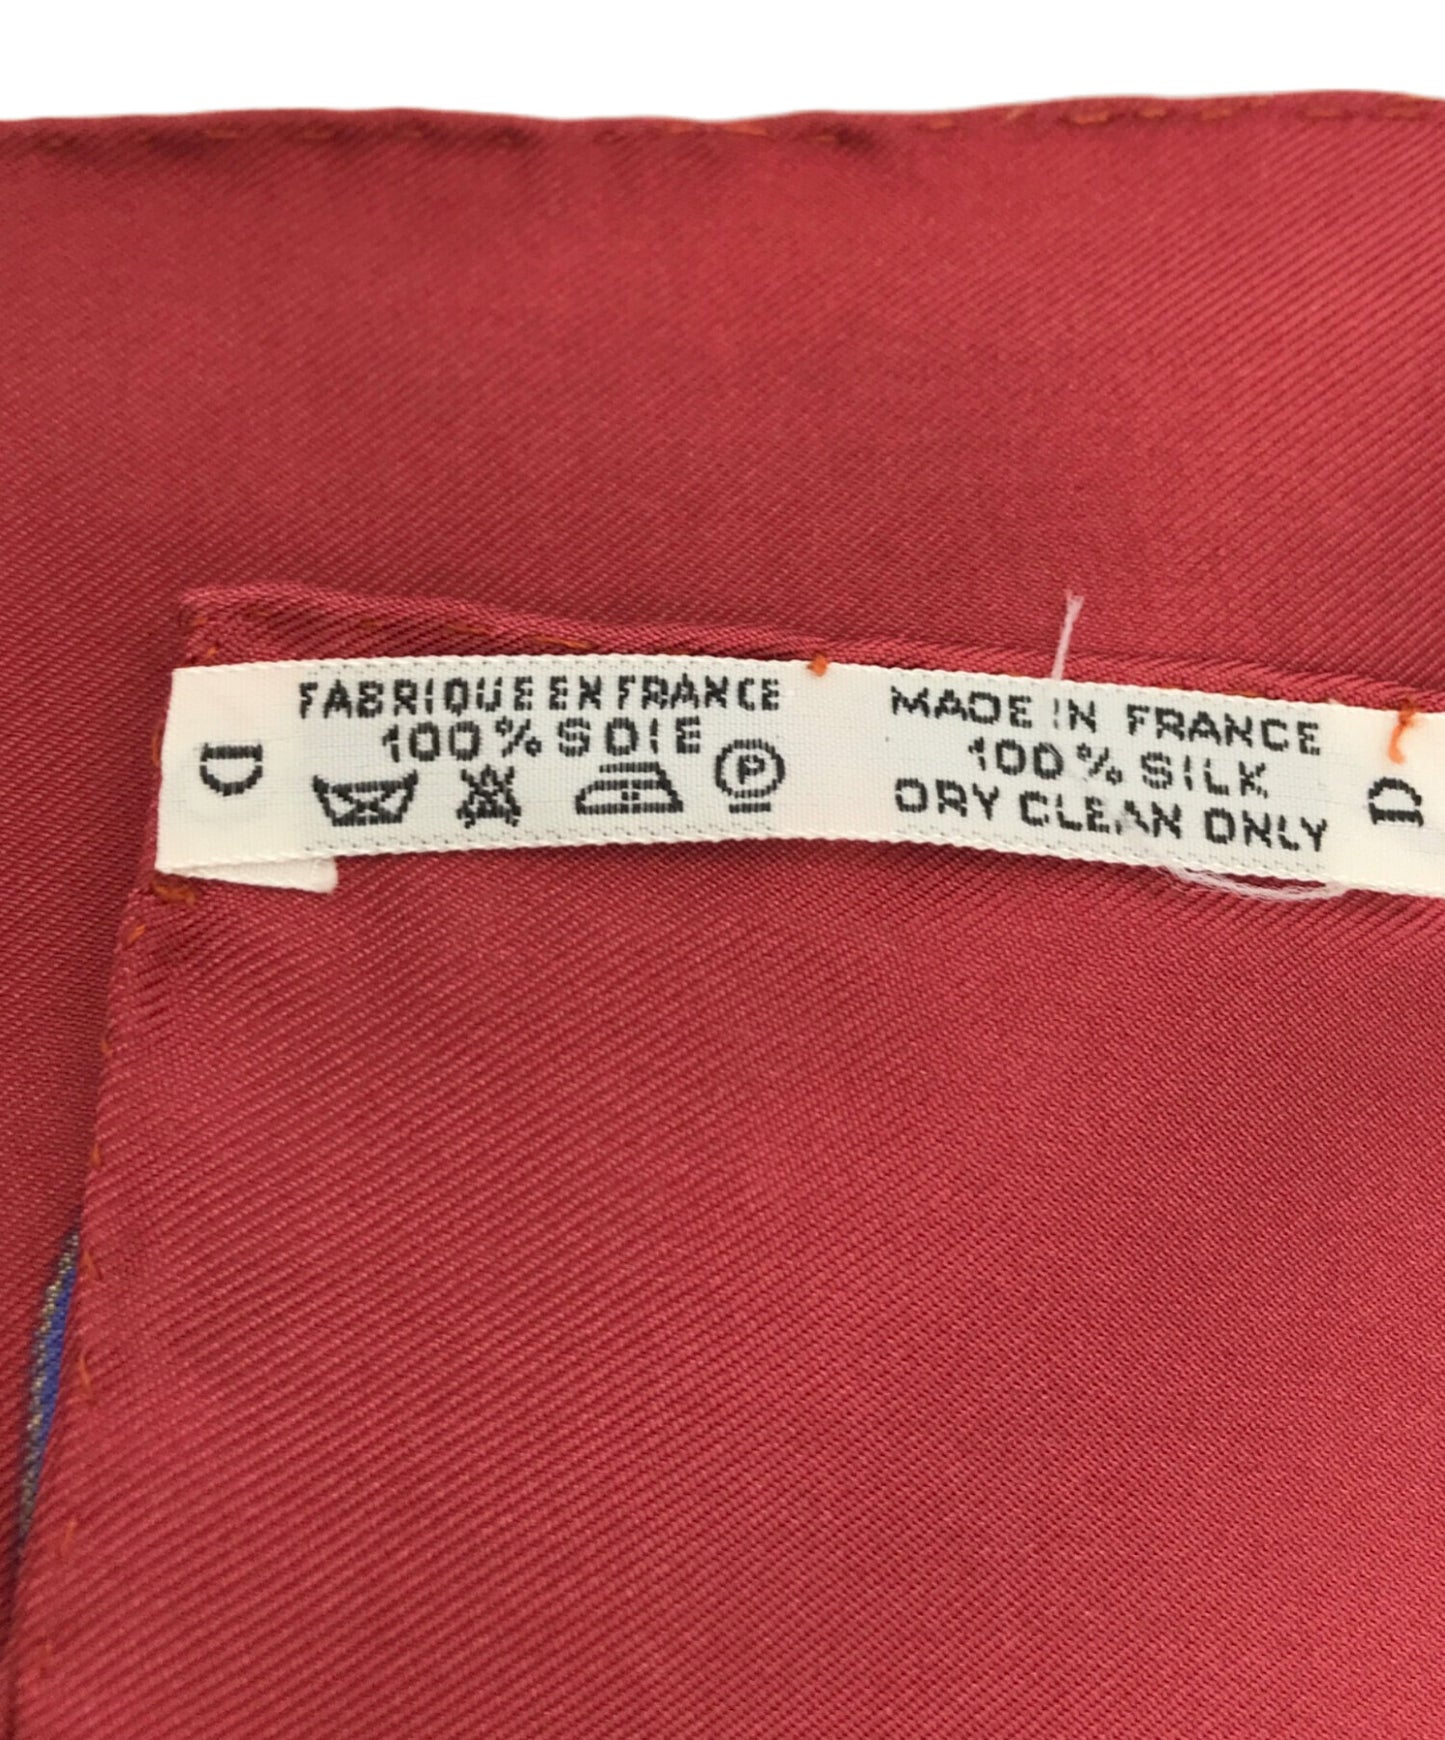 D
FABRIQUE EN FRANCE
100% SOIE
P
MADE IN FRANCE
100% SILK
DRY CLEAN ONLY
D